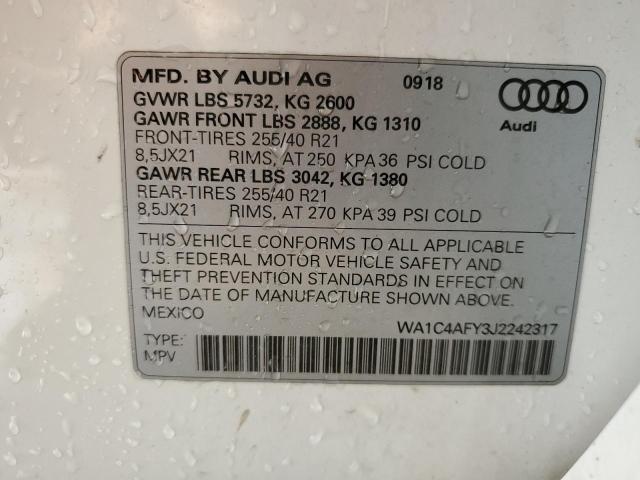 MFD. BY AUDI AG 0918
GVWR LBS 5732, KG 2600
GAWR FRONT LBS 2888, KG 1310
FRONT-TIRES 255/40 R21
8,5JX21 RIMS, AT 250 KPA 36 PSI COLD
GAWR REAR LBS 3042, KG 1380
REAR-TIRES 255/40 R21
8,5JX21 RIMS, AT 270 KPA 39 PSI COLD
Audi
THIS VEHICLE CONFORMS TO ALL APPLICABLE
U.S. FEDERAL MOTOR VEHICLE SAFETY AND
THEFT PREVENTION STANDARDS IN EFFECT ON
THE DATE OF MANUFACTURE SHOWN ABOVE.
MEXICO
WA1C4AFY3J2242317
TYPE:
MPV